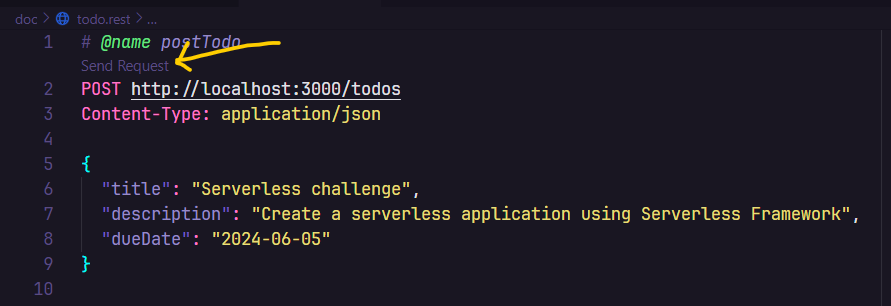 doc > todo.rest > ...
1 # @name postTodo
Send Request
2 POST http://localhost:3000/todos
3 Content-Type: application/json
4
5 {
6 "title": "Serverless challenge",
7 "description": "Create a serverless application using Serverless Framework",
8 "dueDate": "2024-06-05"
9 }
10